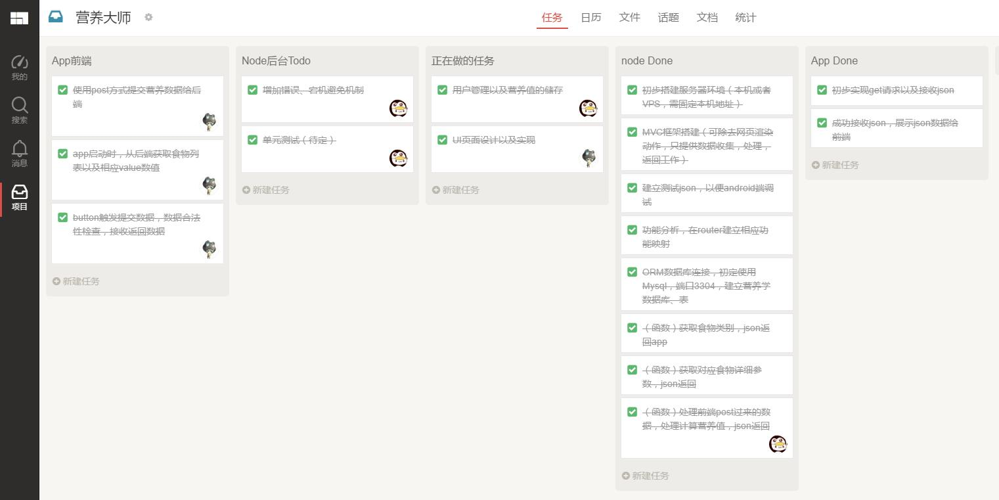 营养大师
任务
日历
文件
话题
文档
统计
我的
搜索
消息
项目
App前端
使用post方式提交营养数据给后
端
app启动时，从后端获取食物列
表以及相应value数值
button触发提交数据，数据合法
性检查，接收返回数据
新建任务
Node后台Todo
增加错误、宕机避免机制
单元测试（待定）
新建任务
正在做的任务
用户管理以及营养值的储存
UI页面设计以及实现
新建任务
node Done
初步搭建服务器环境（本机或者
VPS，需固定本机地址）
MVC框架搭建（可除去网页渲染
动作，只提供数据收集，处理，
返回工作）
建立测试json，以便android端调
试
功能分析，在router建立相应功
能映射
ORM数据库连接，初定使用
Mysql，端口3304，建立营养学
数据库、表
（函数）获取食物类别，json返
回app
（函数）获取对应食物详细参
数，json返回
（函数）处理前端post过来的数
据，处理计算营养值，json返回
新建任务
App Done
初步实现get请求以及接收json
成功接收json，展示json数据给
前端
新建任务